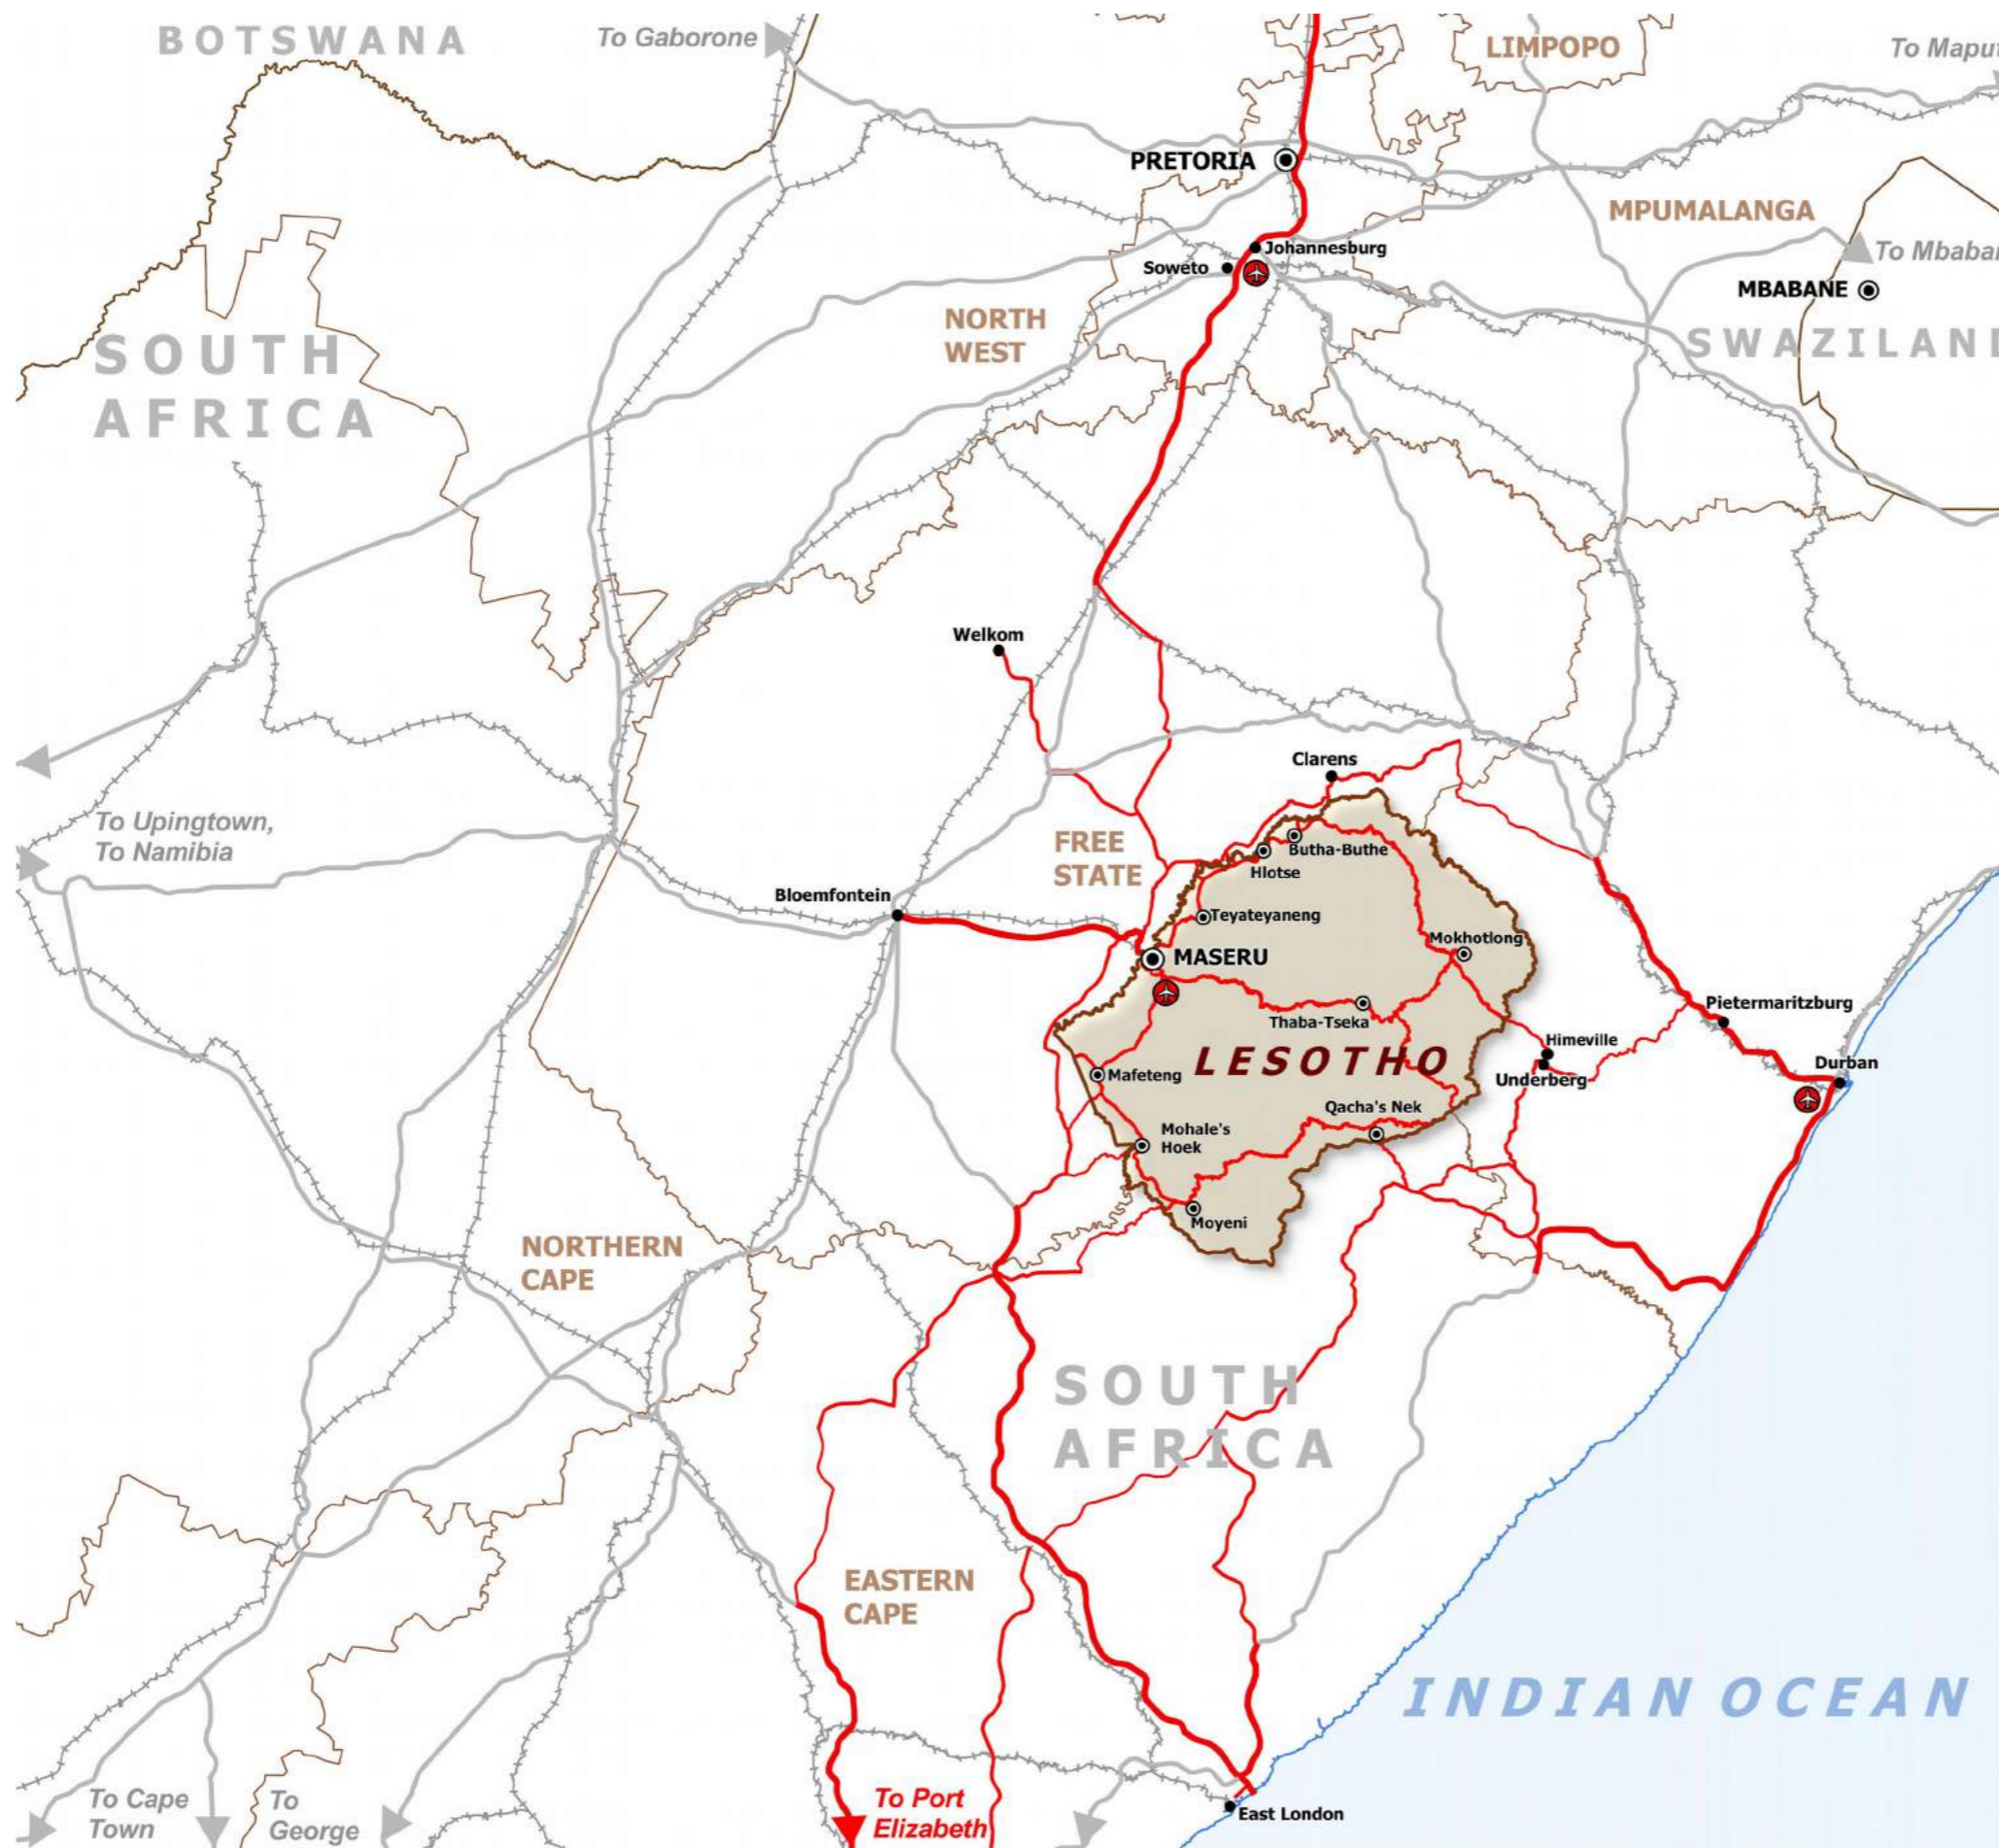 BOTSWANA
To Gaborone
LIMPOPO
To Maput
PRETORIA
MPUMALANGA
Johannesburg
To Mbaba
Soweto
MBABANE
NORTH
WEST
SWAZILAND
SOUTH
AFRICA
Welkom
Clarens
To Upingtown,
To Namibia
FREE
STATE
Butha-Buthe
Hlotse
Bloemfontein
Teyateyaneng
Mokhotlong
MASERU
Pietermaritzburg
Thaba-Tseka
Himeville
LESOTHO
Durban
Mafeteng
Underberg
Qacha's Nek
Mohale's
Hoek
Moyeni
NORTHERN
CAPE
SOUTH
AFRICA
EASTERN
CAPE
INDIAN OCEAN
To Cape
Town
To
George
To Port
Elizabeth
East London